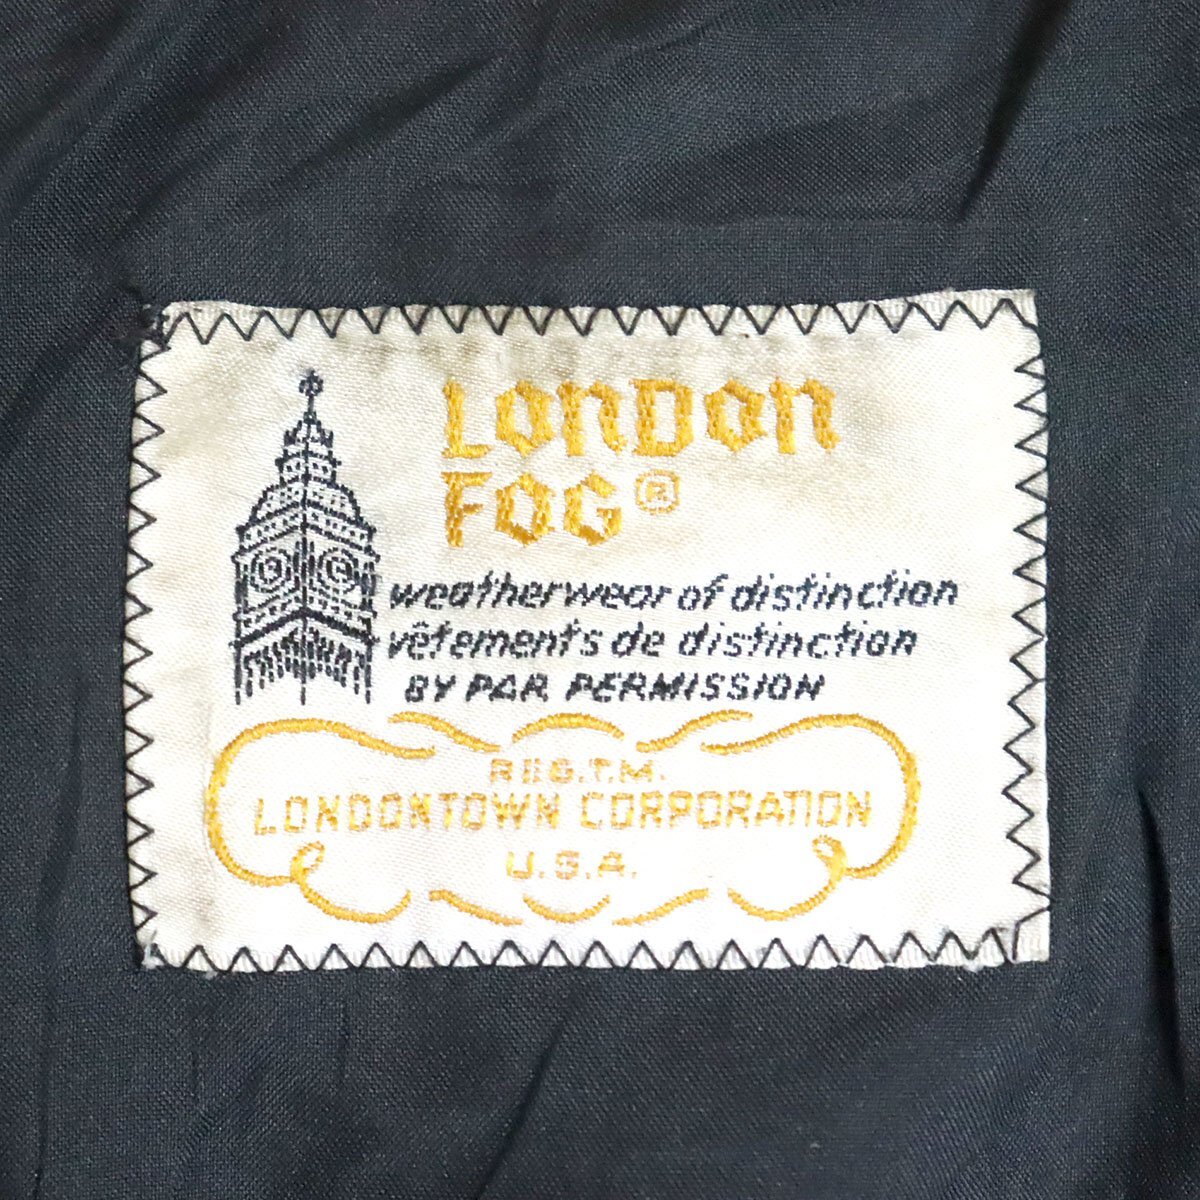 LONDON
FOG®
weatherwear of distinction
vêtements de distinction
BY PAR PERMISSION
REG.T.M.
LONDONTOWN CORPORATION
U.S.A.